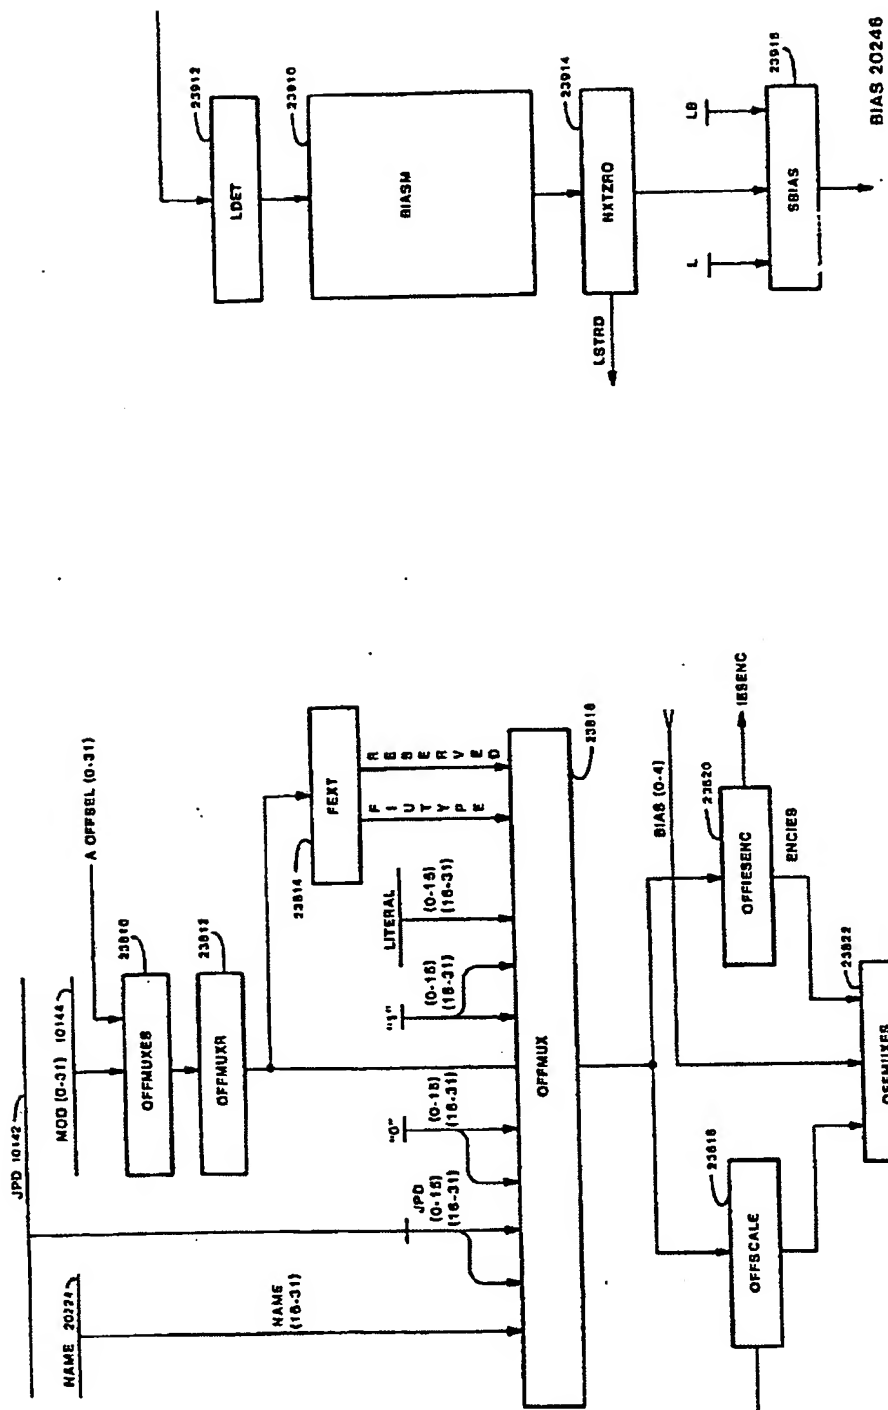 JPD 10142
MOD (0-31) 10144
A OFFSEL (0-31)
NAME 20224
23810
OFFMUXES
23812
OFFMUXR
23814
FEXT
FIUTYPE
RESERVED
NAME
(16-31)
JPD
(0-15)
(16-31)
"0"
(0-15)
(16-31)
"1"
(0-15)
(16-31)
LITERAL
(0-15)
(16-31)
OFFMUX
23816
23818
OFFSCALE
BIAS (0-4)
23820
OFFIESENC
IESENC
ENCIES
23822
OFFMUXES
23912
LDET
23910
BIASM
23914
NXTZRO
LSTRD
L
LB
23916
SBIAS
BIAS 20246